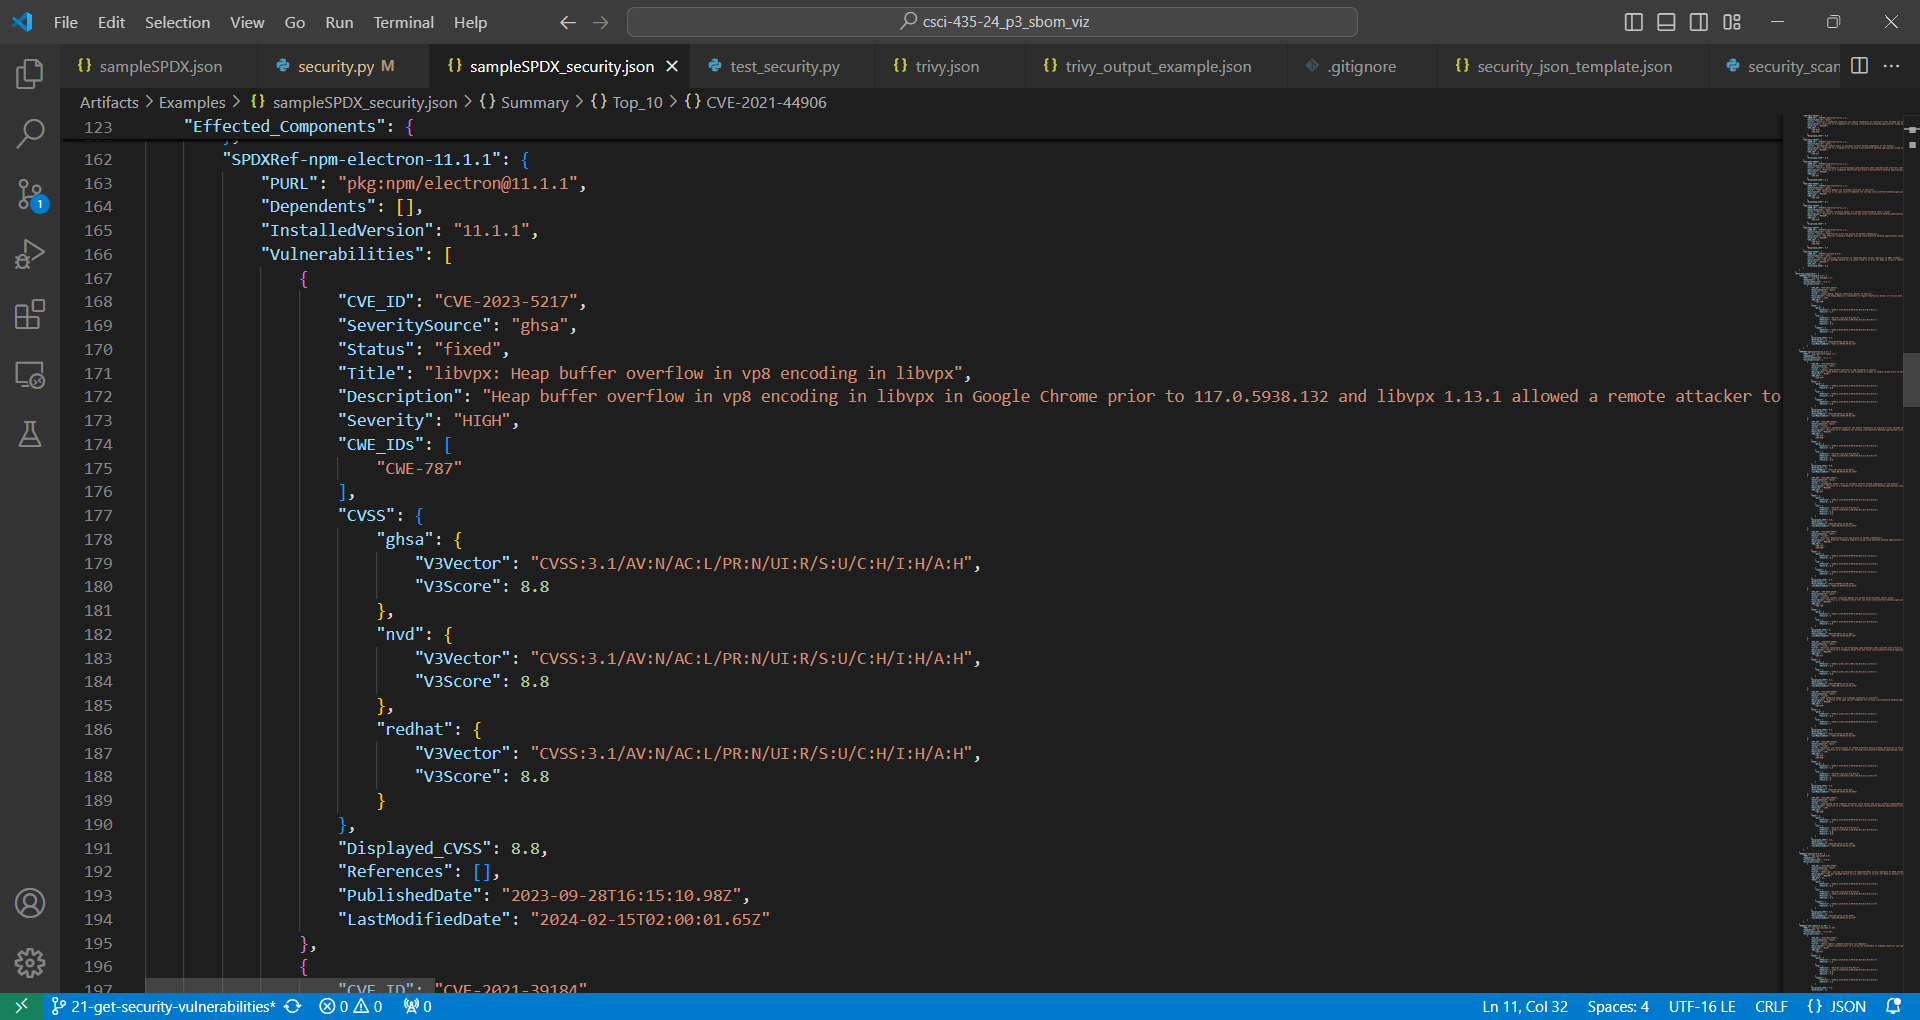 File Edit Selection View Go Run Terminal Help csci-435-24_p3_sbom_viz
sampleSPDX.json security.py M sampleSPDX_security.json test_security.py trivy.json trivy_output_example.json .gitignore security_json_template.json security_scan
Artifacts > Examples > {} sampleSPDX_security.json > {} Summary > {} Top_10 > {} CVE-2021-44906
123 "Effected_Components": {
162 "SPDXRef-npm-electron-11.1.1": {
163 "PURL": "pkg:npm/electron@11.1.1",
164 "Dependents": [],
165 "InstalledVersion": "11.1.1",
166 "Vulnerabilities": [
167 {
168 "CVE_ID": "CVE-2023-5217",
169 "SeveritySource": "ghsa",
170 "Status": "fixed",
171 "Title": "libvpx: Heap buffer overflow in vp8 encoding in libvpx",
172 "Description": "Heap buffer overflow in vp8 encoding in libvpx in Google Chrome prior to 117.0.5938.132 and libvpx 1.13.1 allowed a remote attacker to
173 "Severity": "HIGH",
174 "CWE_IDs": [
175 "CWE-787"
176 ],
177 "CVSS": {
178 "ghsa": {
179 "V3Vector": "CVSS:3.1/AV:N/AC:L/PR:N/UI:R/S:U/C:H/I:H/A:H",
180 "V3Score": 8.8
181 },
182 "nvd": {
183 "V3Vector": "CVSS:3.1/AV:N/AC:L/PR:N/UI:R/S:U/C:H/I:H/A:H",
184 "V3Score": 8.8
185 },
186 "redhat": {
187 "V3Vector": "CVSS:3.1/AV:N/AC:L/PR:N/UI:R/S:U/C:H/I:H/A:H",
188 "V3Score": 8.8
189 }
190 },
191 "Displayed_CVSS": 8.8,
192 "References": [],
193 "PublishedDate": "2023-09-28T16:15:10.98Z",
194 "LastModifiedDate": "2024-02-15T02:00:01.65Z"
195 },
196 {
197 "CVE_ID": "CVE-2021-39184"
1
21-get-security-vulnerabilities* 0 0 0 Ln 11, Col 32 Spaces: 4 UTF-16 LE CRLF {} JSON